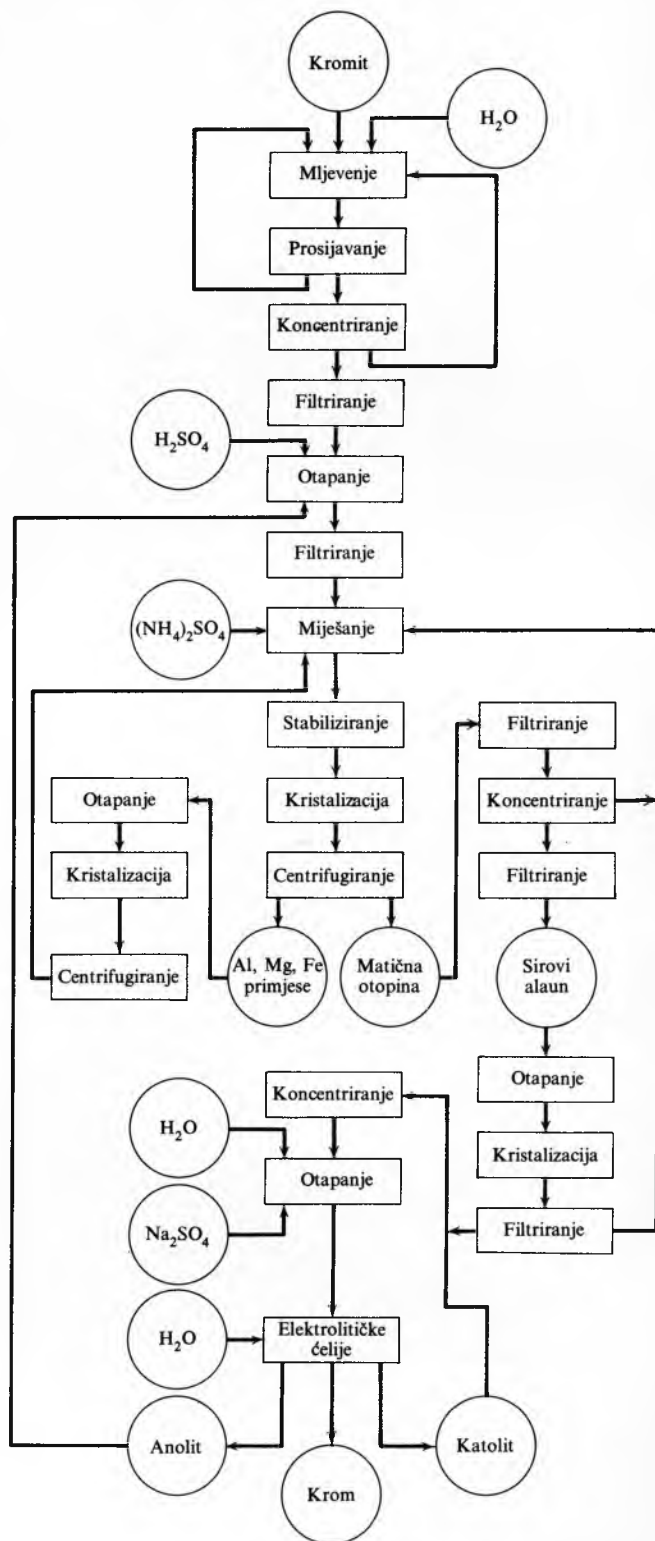 Kromit
H₂O
Mljevenje
Prosijavanje
Koncentriranje
Filtriranje
H₂SO₄
Otapanje
Filtriranje
(NH₄)₂SO₄
Miješanje
Stabiliziranje
Filtriranje
Otapanje
Kristalizacija
Koncentriranje
Kristalizacija
Centrifugiranje
Filtriranje
Centrifugiranje
Al, Mg, Fe
primjese
Matična
otopina
Sirovi
alaun
Koncentriranje
Otapanje
H₂O
Otapanje
Kristalizacija
Na₂SO₄
Filtriranje
H₂O
Elektrolitičke
ćelije
Anolit
Krom
Katolit